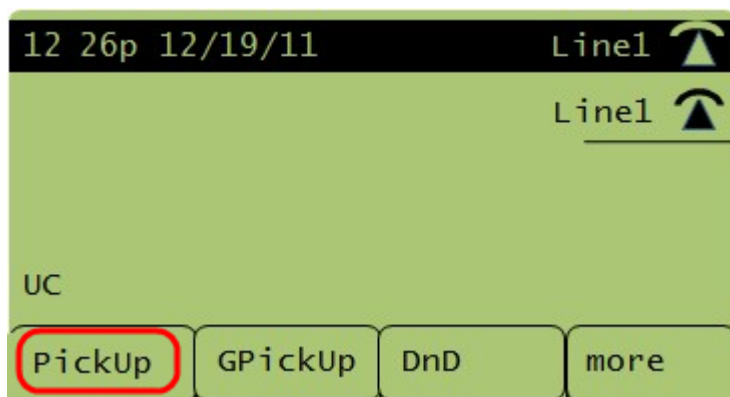 12 26p 12/19/11 Line1
Line1
UC
PickUp GPickUp DnD more